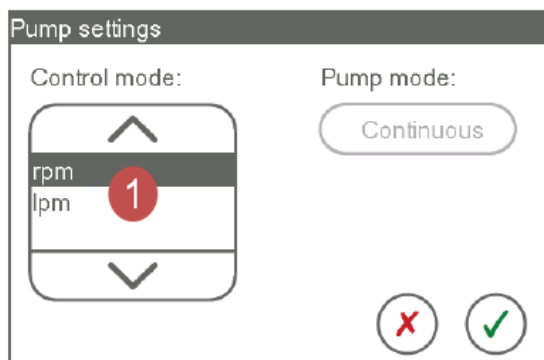 Pump settings
Control mode:
Pump mode:
Continuous
rpm
1
lpm